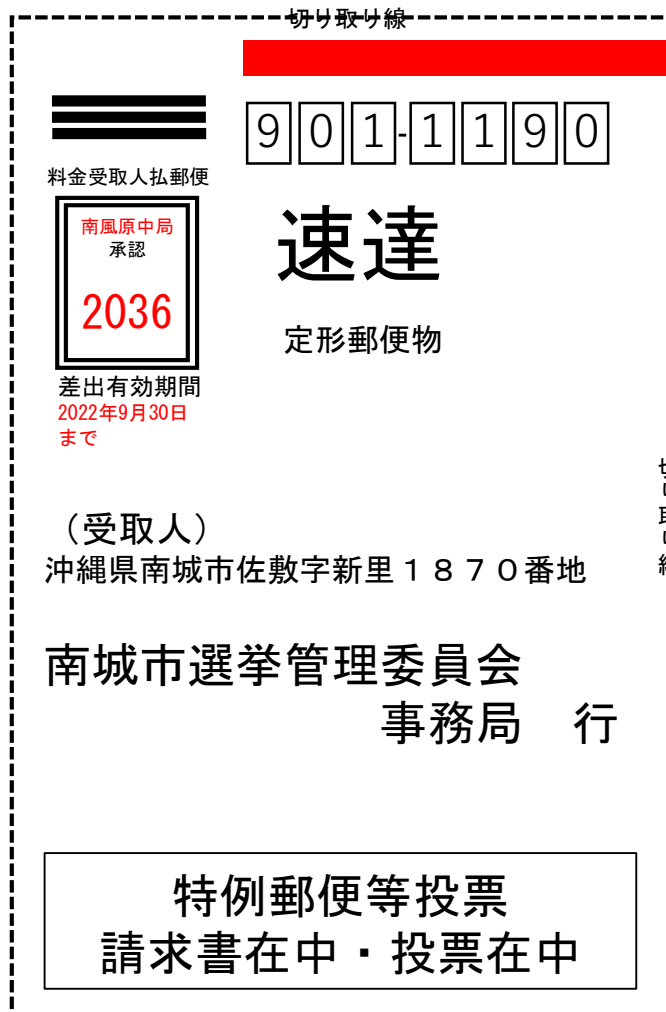 切り取り線
901-1190
料金受取人払郵便
南風原中局
承認
2036
速達
定形郵便物
差出有効期間
2022年9月30日
まで
切り取り線
（受取人）
沖縄県南城市佐敷字新里１８７０番地
南城市選挙管理委員会
事務局　行
特例郵便等投票
請求書在中・投票在中